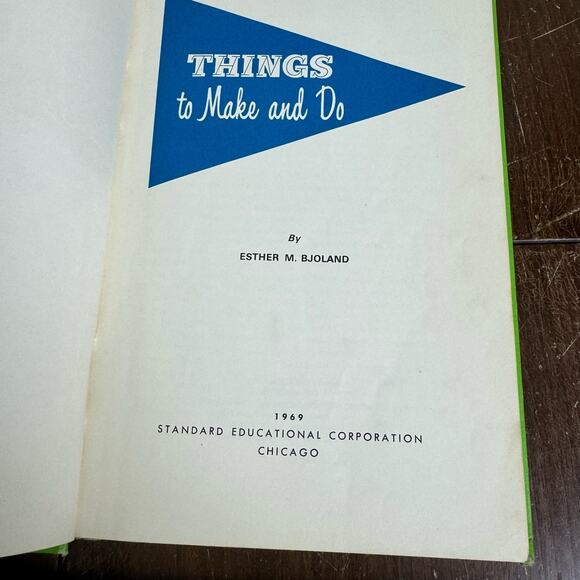 THINGS
to Make and Do
By
ESTHER M. BJOLAND
1969
STANDARD EDUCATIONAL CORPORATION
CHICAGO